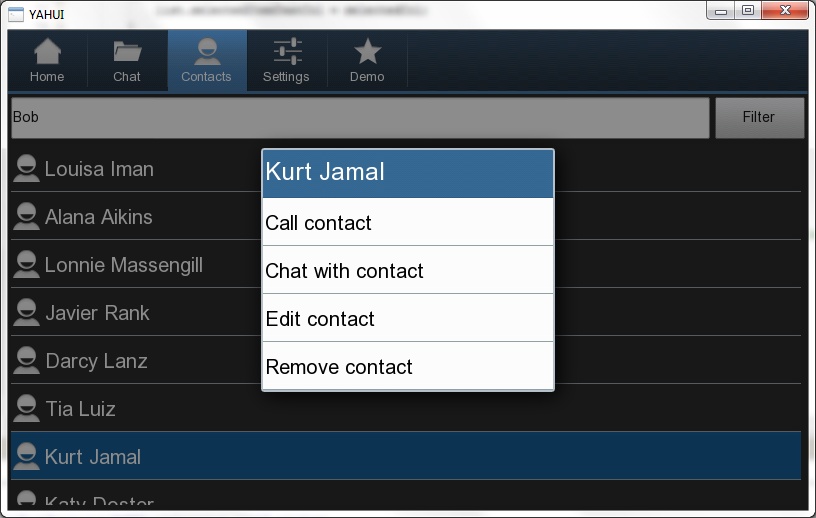 YAHUI
Home
Chat
Contacts
Settings
Demo
Bob
Filter
Louisa Iman
Alana Aikins
Lonnie Massengill
Javier Rank
Darcy Lanz
Tia Luiz
Kurt Jamal
Kurt Jamal
Call contact
Chat with contact
Edit contact
Remove contact